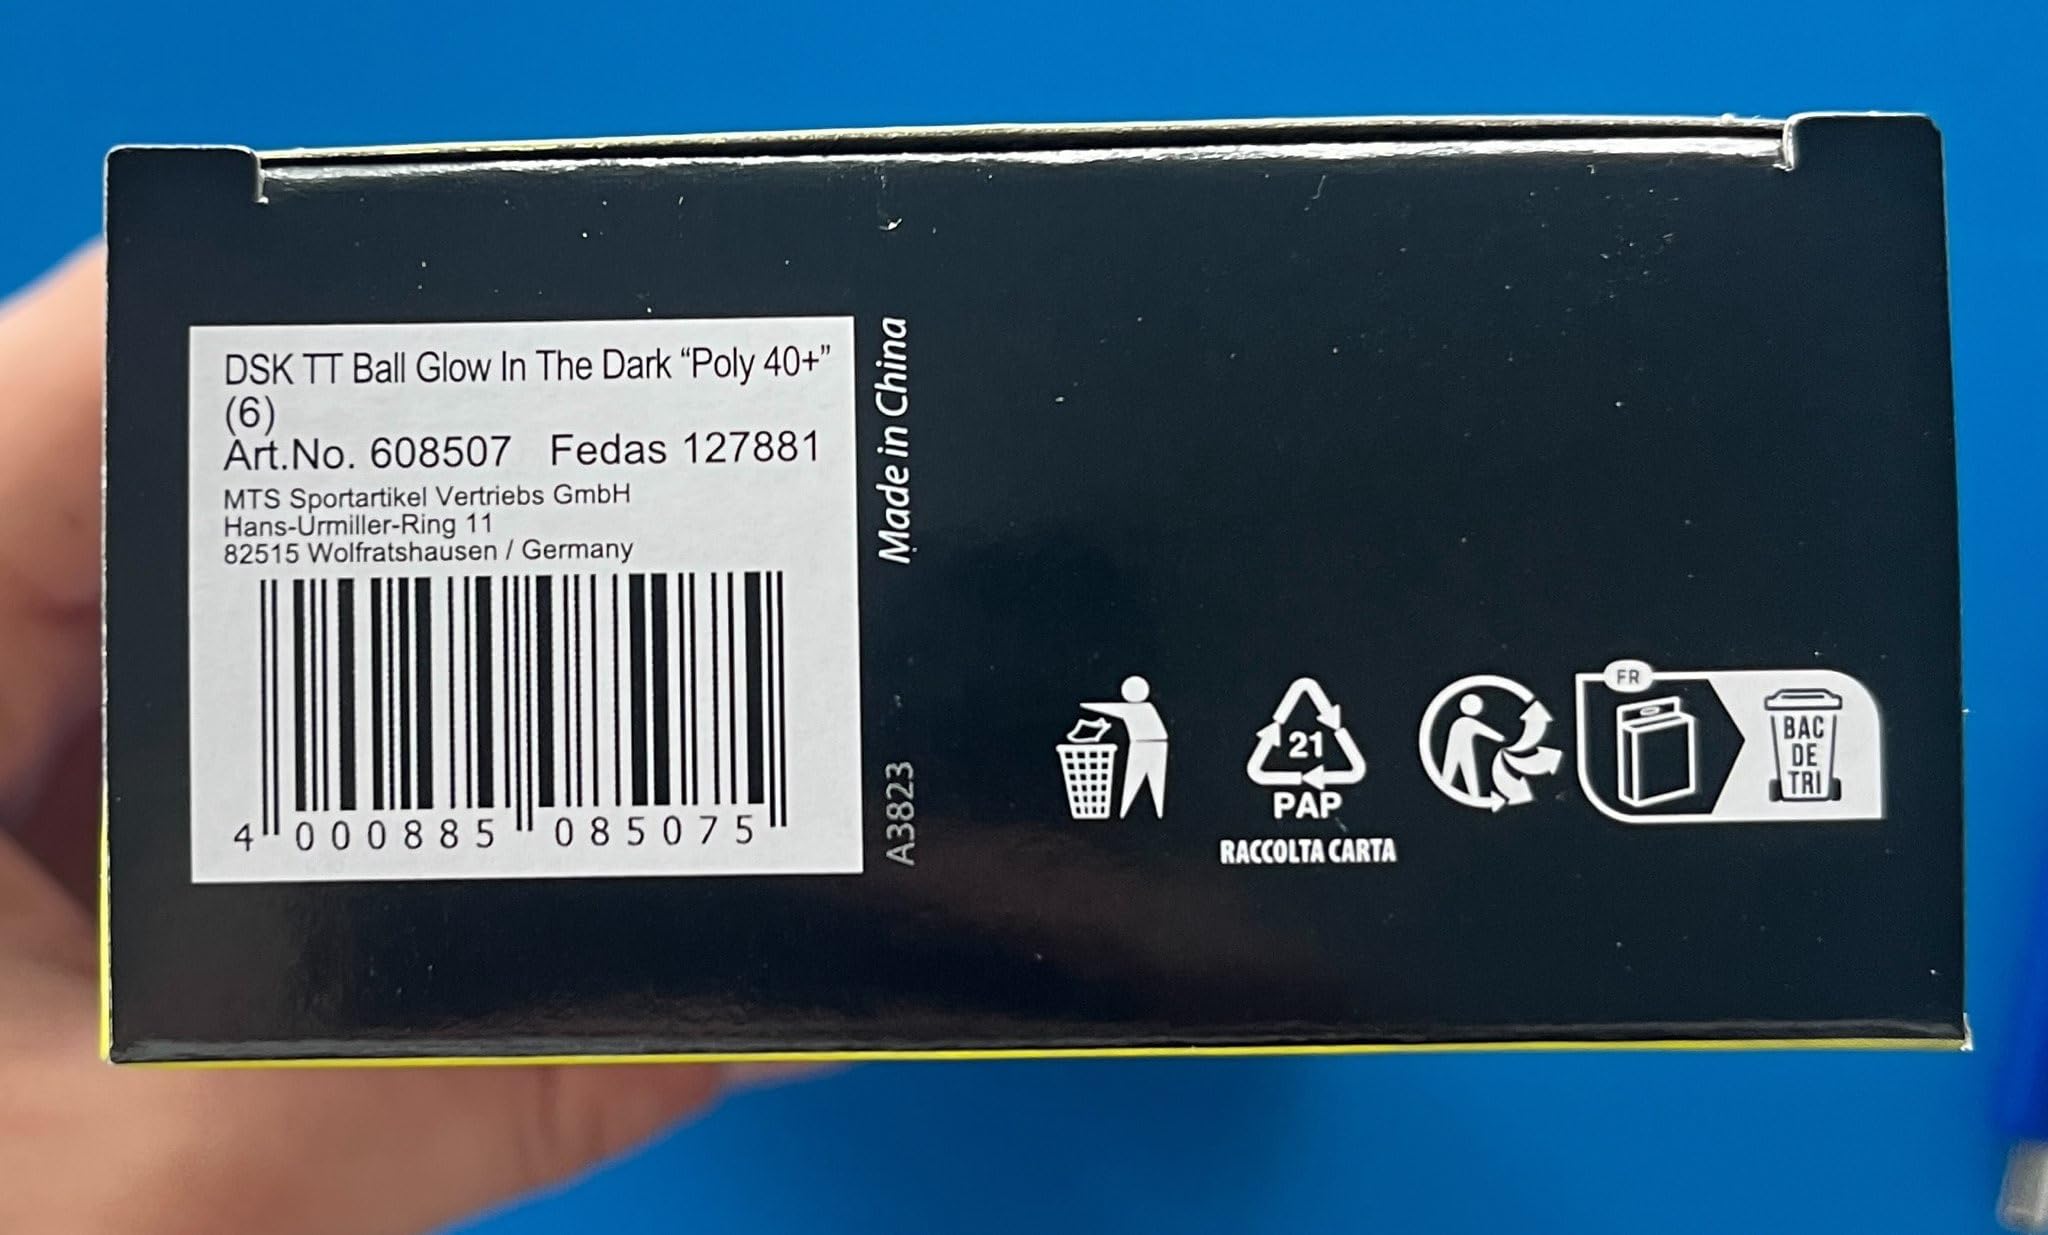 DSK TT Ball Glow In The Dark “Poly 40+”
(6)
Art.No. 608507 Fedas 127881
MTS Sportartikel Vertriebs GmbH
Hans-Urmiller-Ring 11
82515 Wolfratshausen / Germany
4 000885 085075
Made in China
A3823
21
PAP
RACCOLTA CARTA
FR
BAC
DE
TRI